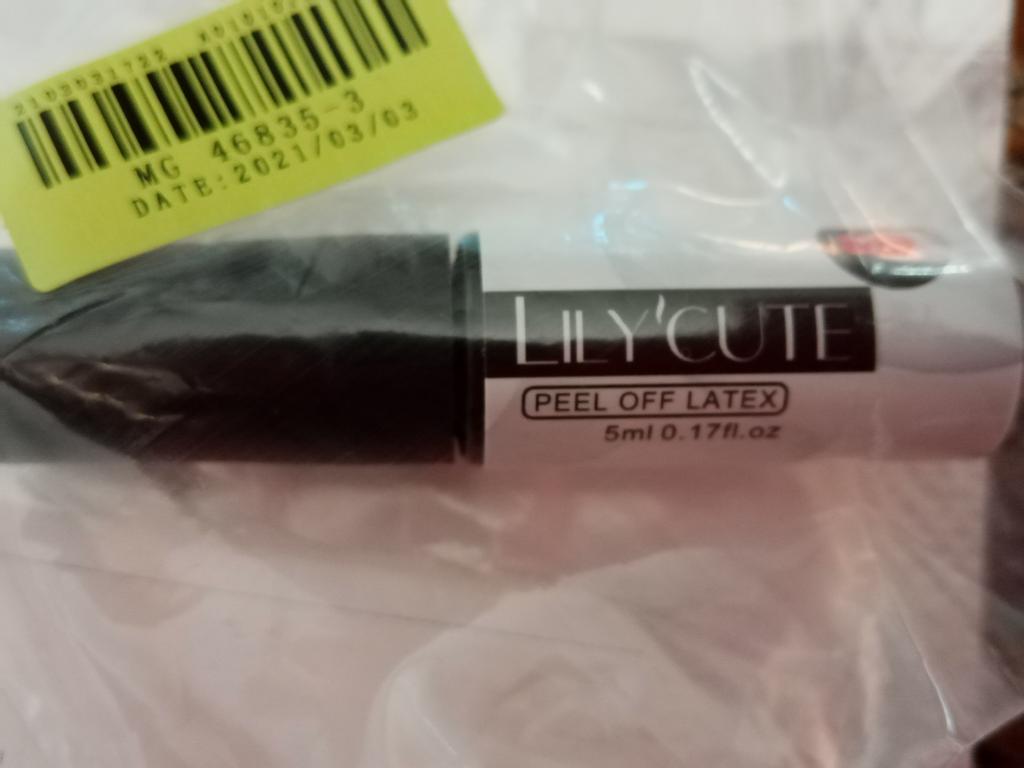 MG 46835-3
DATE:2021/03/03
LILY'CUTE
PEEL OFF LATEX
5ml 0.17fl.oz